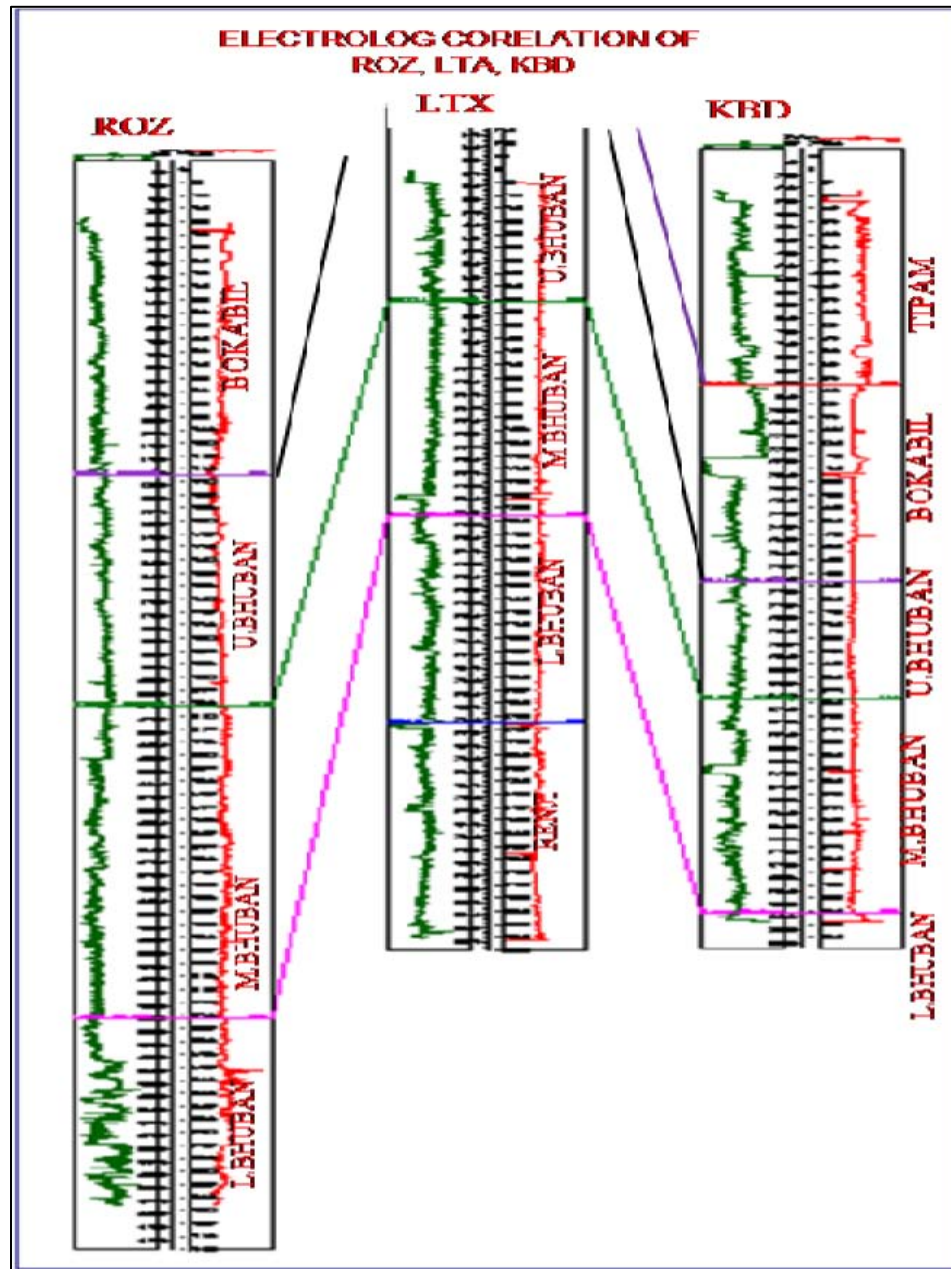 ELECTROLOG CORELATION OF
ROZ, LTA, KBD
ROZ
LTX
KBD
BOKABIL
U.BHUBAN
M.BHUBAN
L.BHUBAN
U.BHUBAN
M.BHUBAN
L.BHUBAN
RENJI
TIPAM
BOKABIL
U.BHUBAN
M.BHUBAN
L.BHUBAN